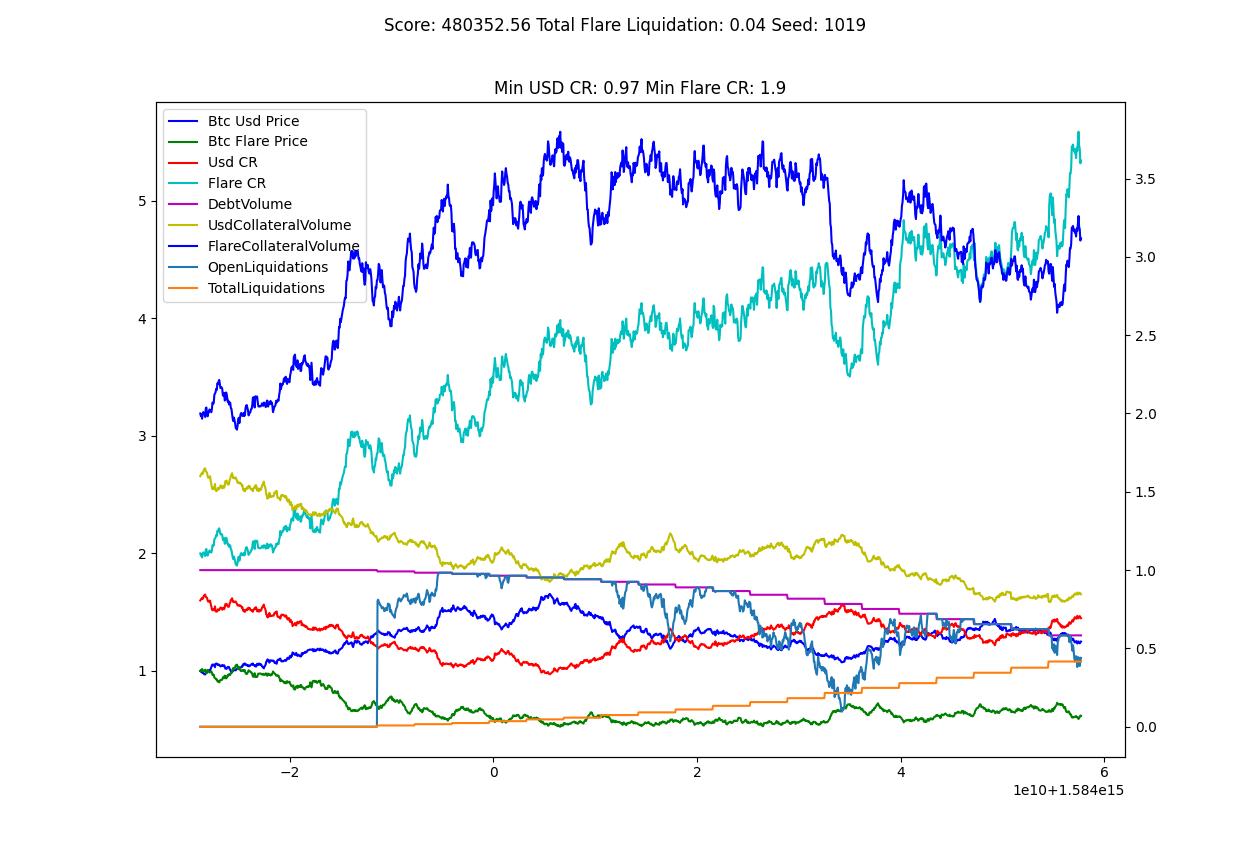 Score: 480352.56 Total Flare Liquidation: 0.04 Seed: 1019
Min USD CR: 0.97 Min Flare CR: 1.9
Btc Usd Price
Btc Flare Price
Usd CR
Flare CR
DebtVolume
UsdCollateralVolume
FlareCollateralVolume
OpenLiquidations
TotalLiquidations
5
4
3
2
1
3.5
3.0
2.5
2.0
1.5
1.0
0.5
0.0
−2
0
2
4
6
1e10+1.584e15